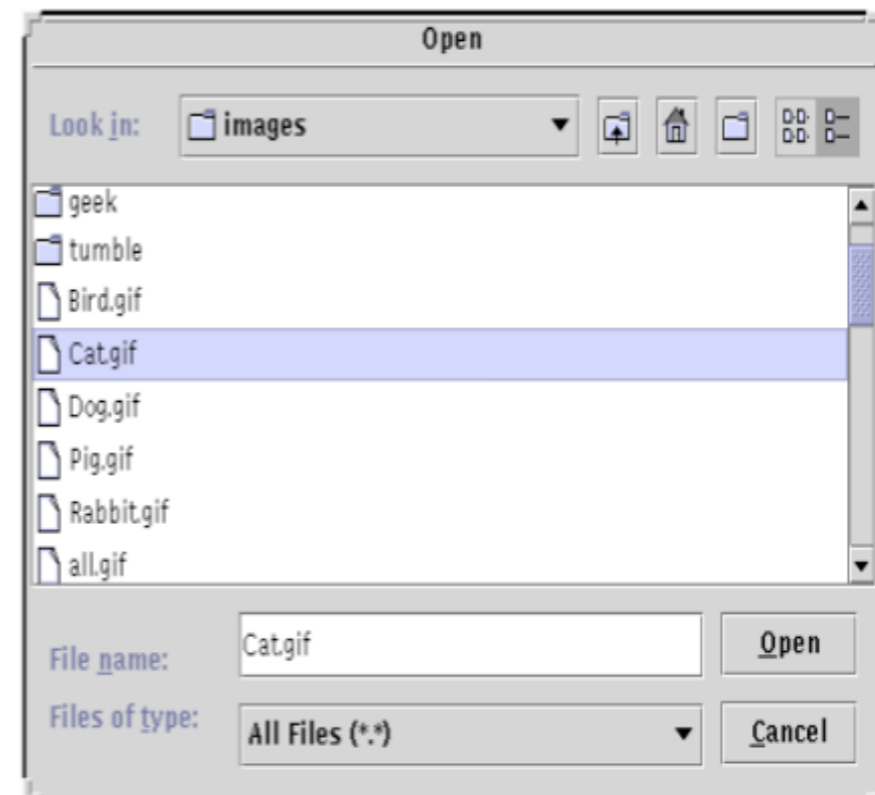 Open
Look in: images
geek
tumble
Bird.gif
Cat.gif
Dog.gif
Pig.gif
Rabbit.gif
all.gif
File name: Cat.gif Open
Files of type: All Files (*.*) Cancel